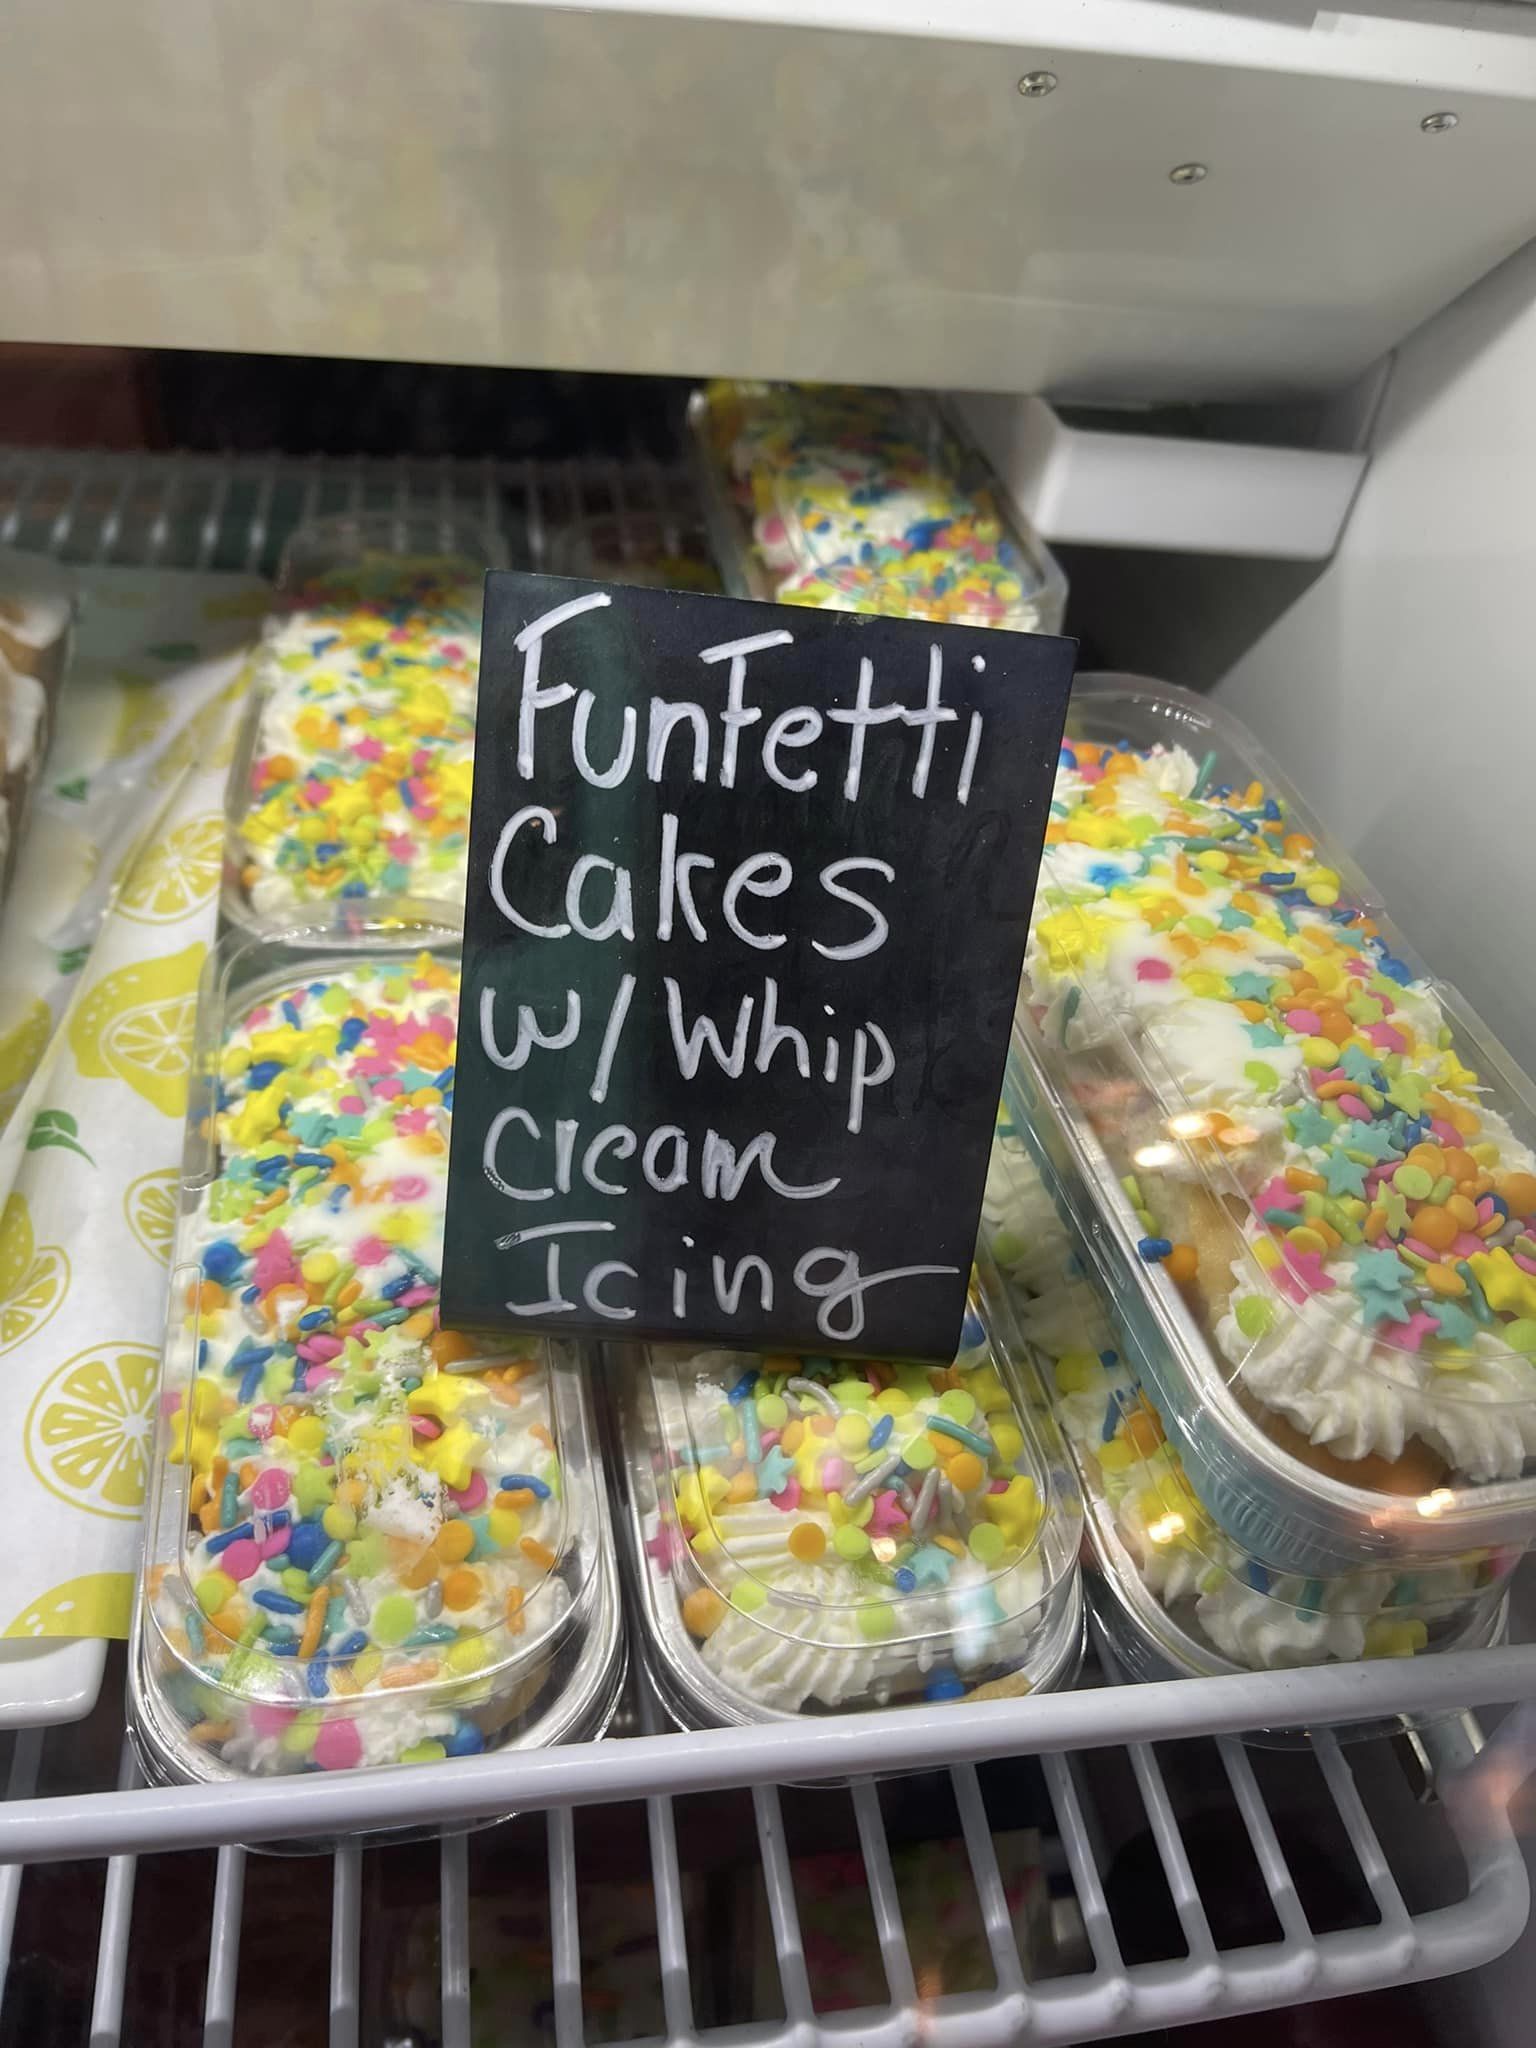 Funfetti
Cakes
w/ Whip
Cream
Icing